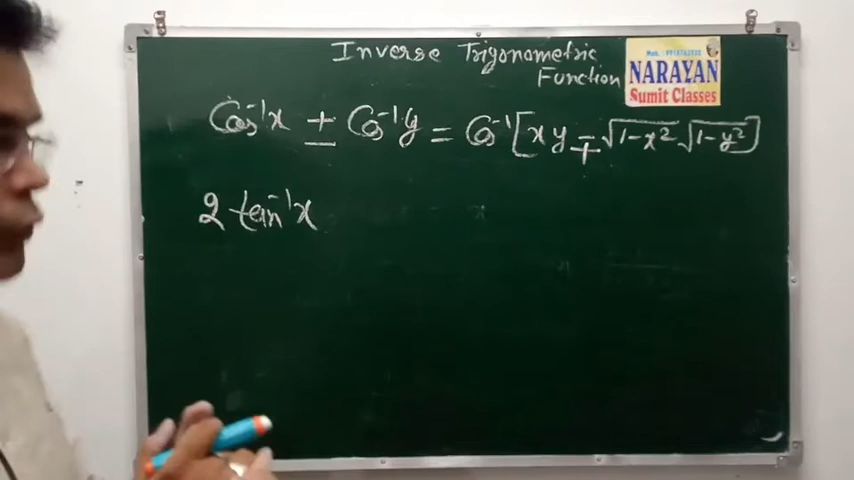 Inverse Trigonometric
Function
NARAYAN
Sumit Classes
Cos⁻¹x ± Cos⁻¹y = Cos⁻¹[xy ∓ √1-x² √1-y²]
2 tan⁻¹x